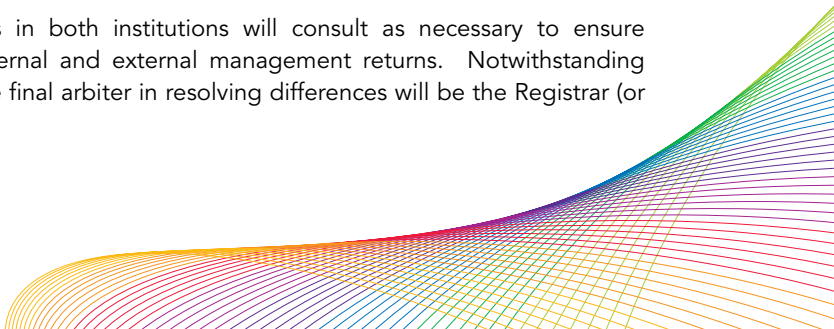 in both institutions will consult as necessary to ensure
and external management returns. Notwithstanding
final arbiter in resolving differences will be the Registrar (or